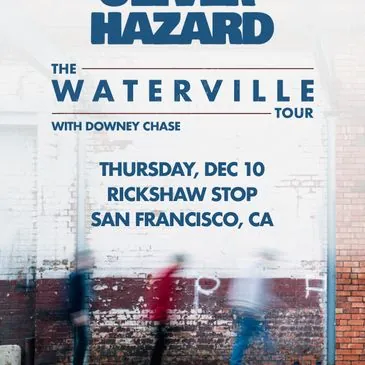 HAZARD
THE
WATERVILLE
TOUR
WITH DOWNEY CHASE
THURSDAY, DEC 10
RICKSHAW STOP
SAN FRANCISCO, CA